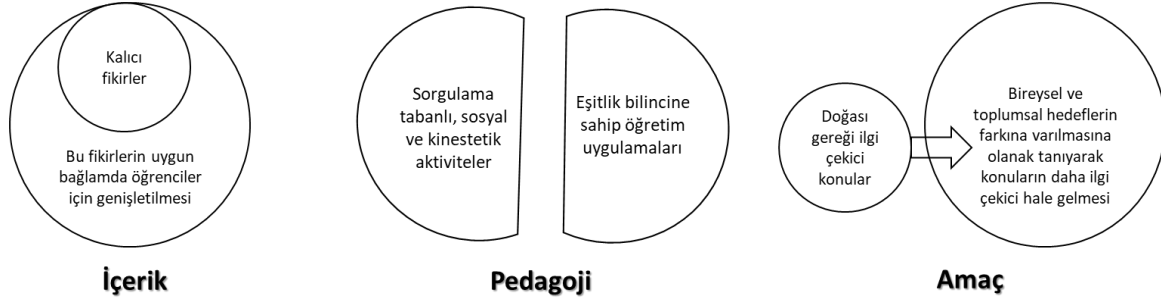 Kalıcı
fikirler
Bu fikirlerin uygun
bağlamda öğrenciler
için genişletilmesi
İçerik
Sorgulama
tabanlı, sosyal
ve kinestetik
aktiviteler
Eşitlik bilincine
sahip öğretim
uygulamaları
Pedagoji
Doğası
gereği ilgi
çekici
konular
Bireysel ve
toplumsal hedeflerin
farkına varılmasına
olanak tanıyarak
konuların daha ilgi
çekici hale gelmesi
Amaç